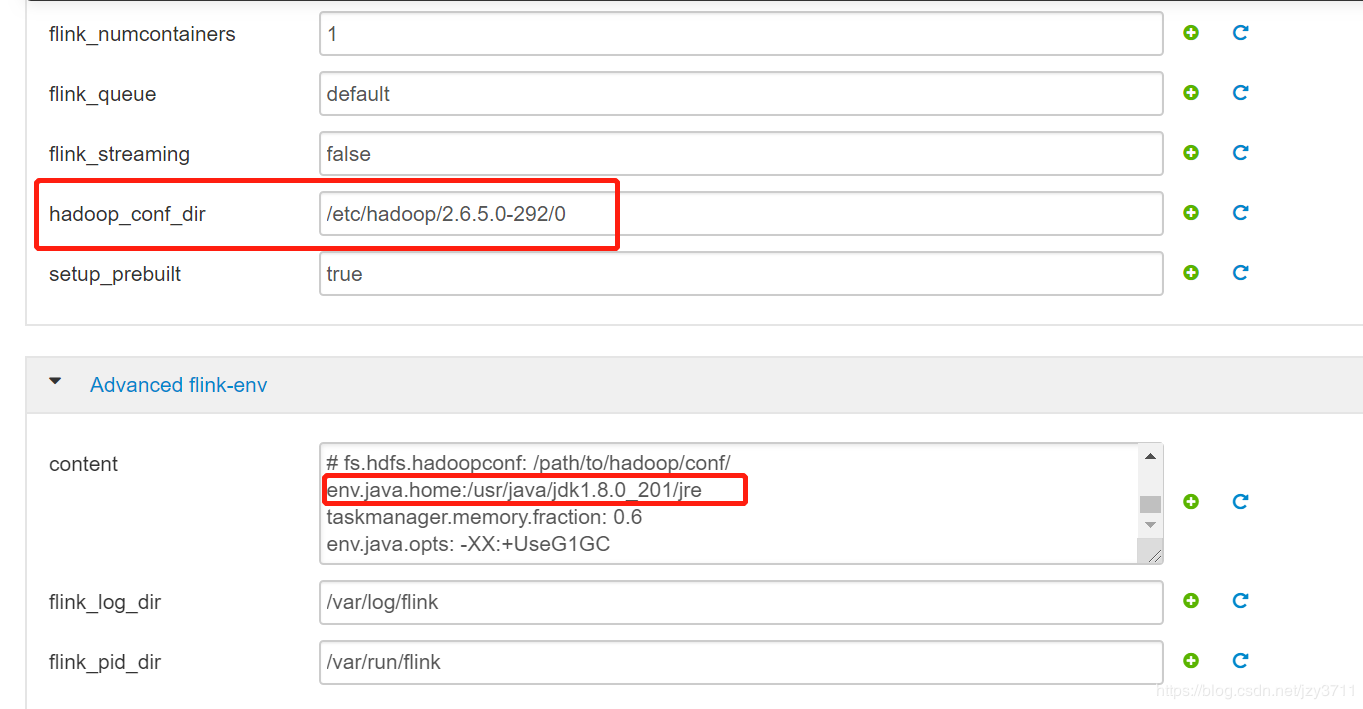 flink_numcontainers 1
flink_queue default
flink_streaming false
hadoop_conf_dir /etc/hadoop/2.6.5.0-292/0
setup_prebuilt true
Advanced flink-env
content # fs.hdfs.hadoopconf: /path/to/hadoop/conf/
env.java.home:/usr/java/jdk1.8.0_201/jre
taskmanager.memory.fraction: 0.6
env.java.opts: -XX:+UseG1GC
flink_log_dir /var/log/flink
flink_pid_dir /var/run/flink
https://blog.csdn.net/jzy3711